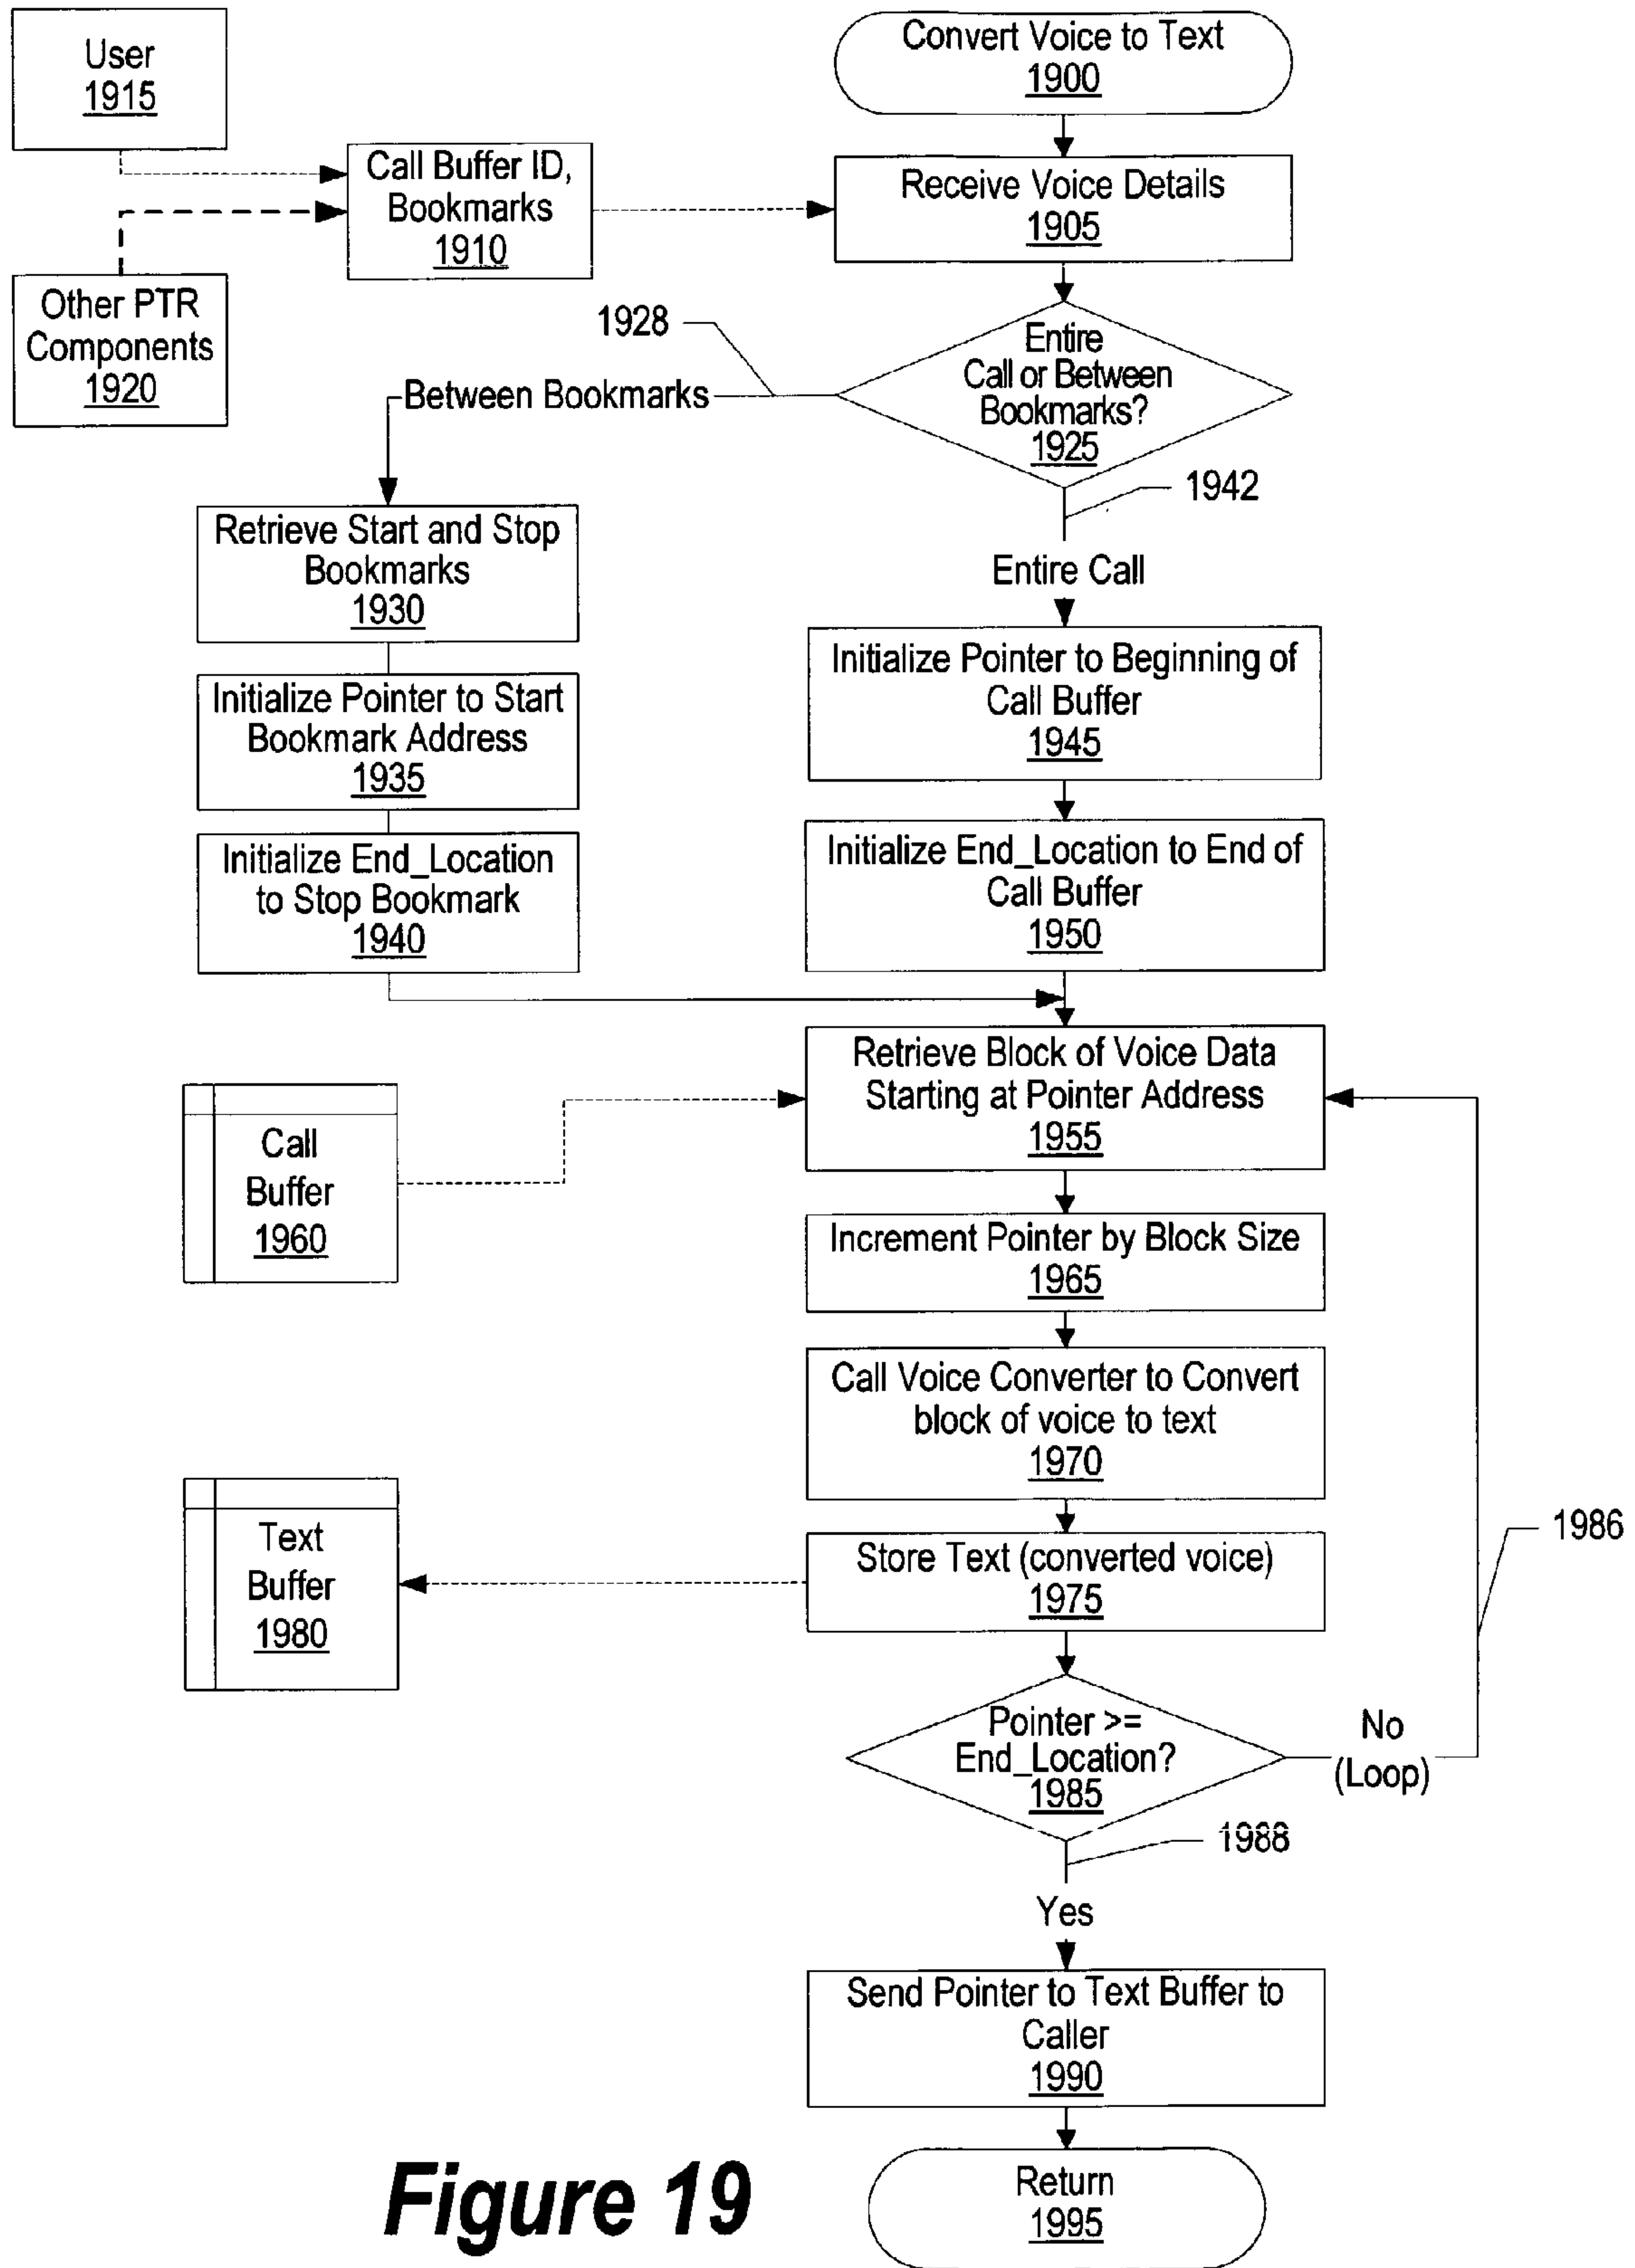 User
1915
Convert Voice to Text
1900
Call Buffer ID,
Bookmarks
1910
Receive Voice Details
1905
Other PTR
Components
1920
1928
Between Bookmarks
Entire
Call or Between
Bookmarks?
1925
1942
Entire Call
Retrieve Start and Stop
Bookmarks
1930
Initialize Pointer to Start
Bookmark Address
1935
Initialize End_Location
to Stop Bookmark
1940
Initialize Pointer to Beginning of
Call Buffer
1945
Initialize End_Location to End of
Call Buffer
1950
Retrieve Block of Voice Data
Starting at Pointer Address
1955
Call
Buffer
1960
Increment Pointer by Block Size
1965
Call Voice Converter to Convert
block of voice to text
1970
Store Text (converted voice)
1975
Text
Buffer
1980
1986
Pointer >=
End_Location?
1985
No
(Loop)
1988
Yes
Send Pointer to Text Buffer to
Caller
1990
Return
1995
Figure 19